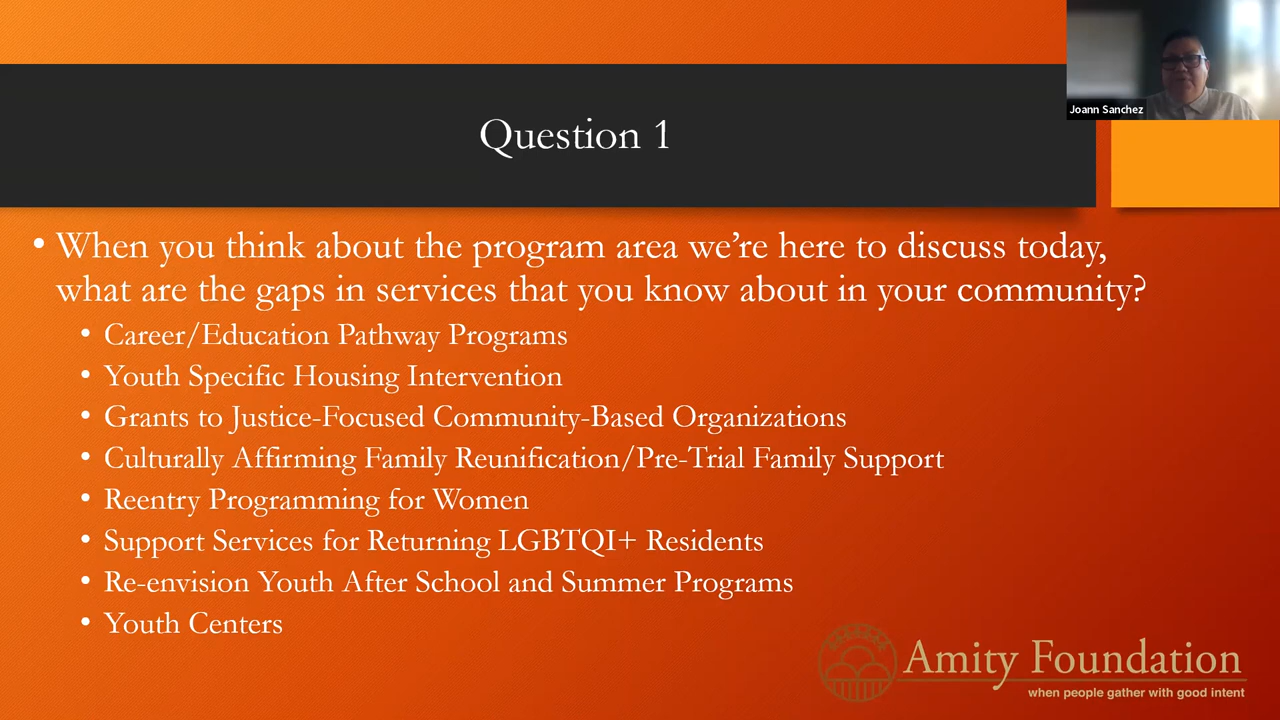 Joann Sanchez
Question 1
• When you think about the program area we’re here to discuss today,
what are the gaps in services that you know about in your community?
• Career/Education Pathway Programs
• Youth Specific Housing Intervention
• Grants to Justice-Focused Community-Based Organizations
• Culturally Affirming Family Reunification/Pre-Trial Family Support
• Reentry Programming for Women
• Support Services for Returning LGBTQI+ Residents
• Re-envision Youth After School and Summer Programs
• Youth Centers
Amity Foundation
when people gather with good intent